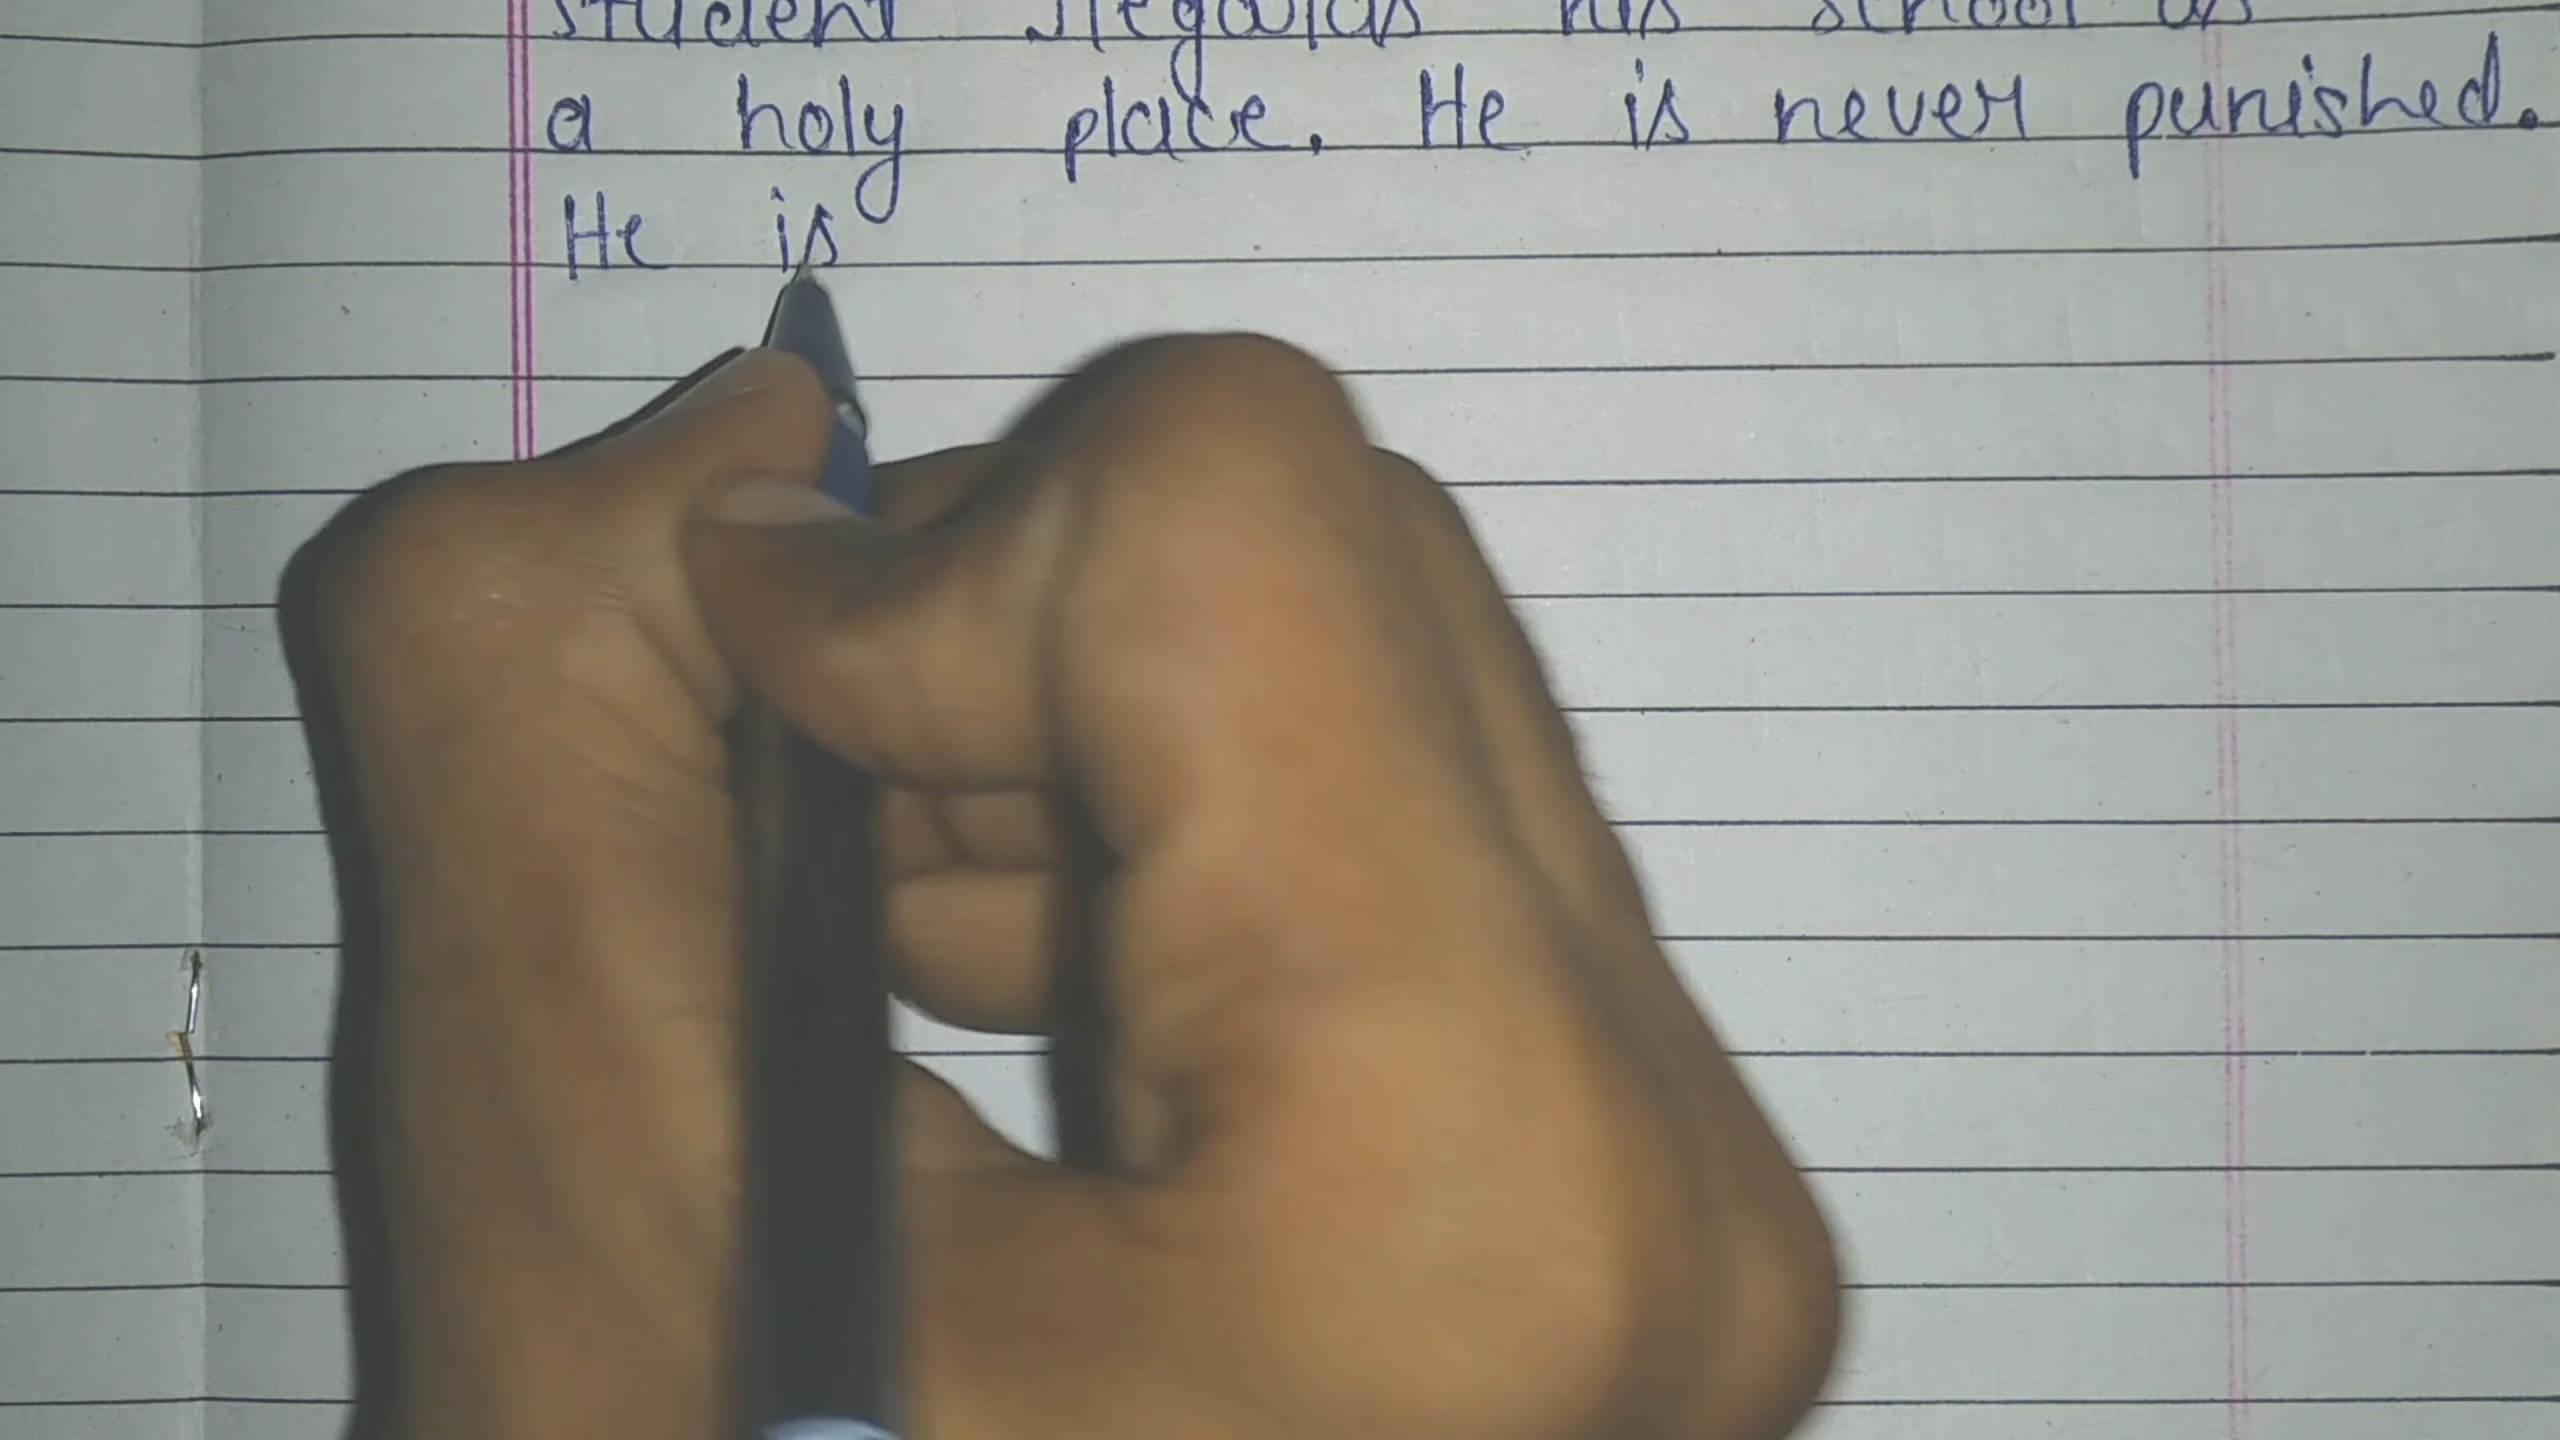 student regards his school as
a holy place. He is never punished.
He is